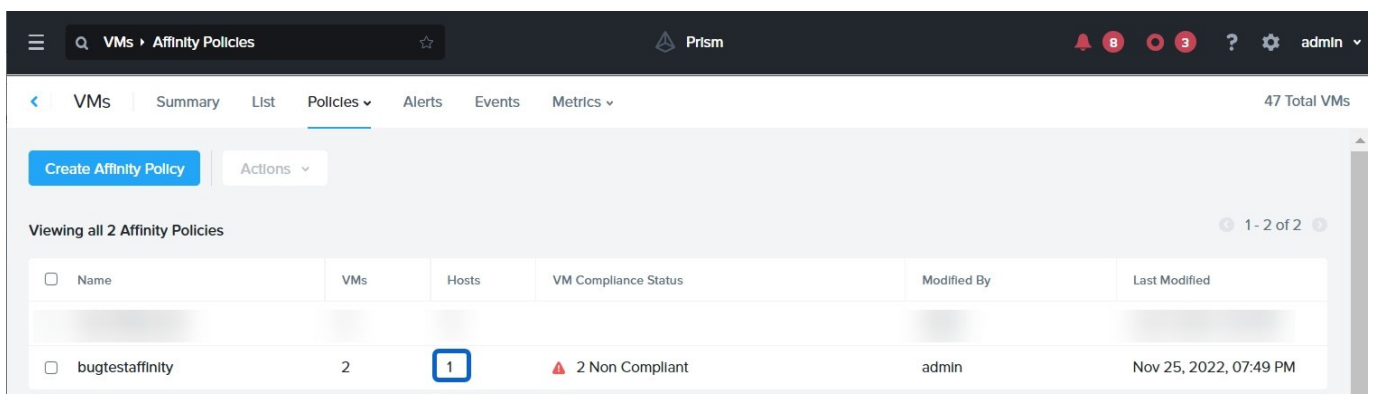 VMs Affinity Policies Prism 8 3 ? admin
VMs Summary List Policies Alerts Events Metrics 47 Total VMs
Create Affinity Policy Actions
1 - 2 of 2
Viewing all 2 Affinity Policies
Name VMs Hosts VM Compliance Status Modified By Last Modified
bugtestaffinity 2 1 2 Non Compliant admin Nov 25, 2022, 07:49 PM